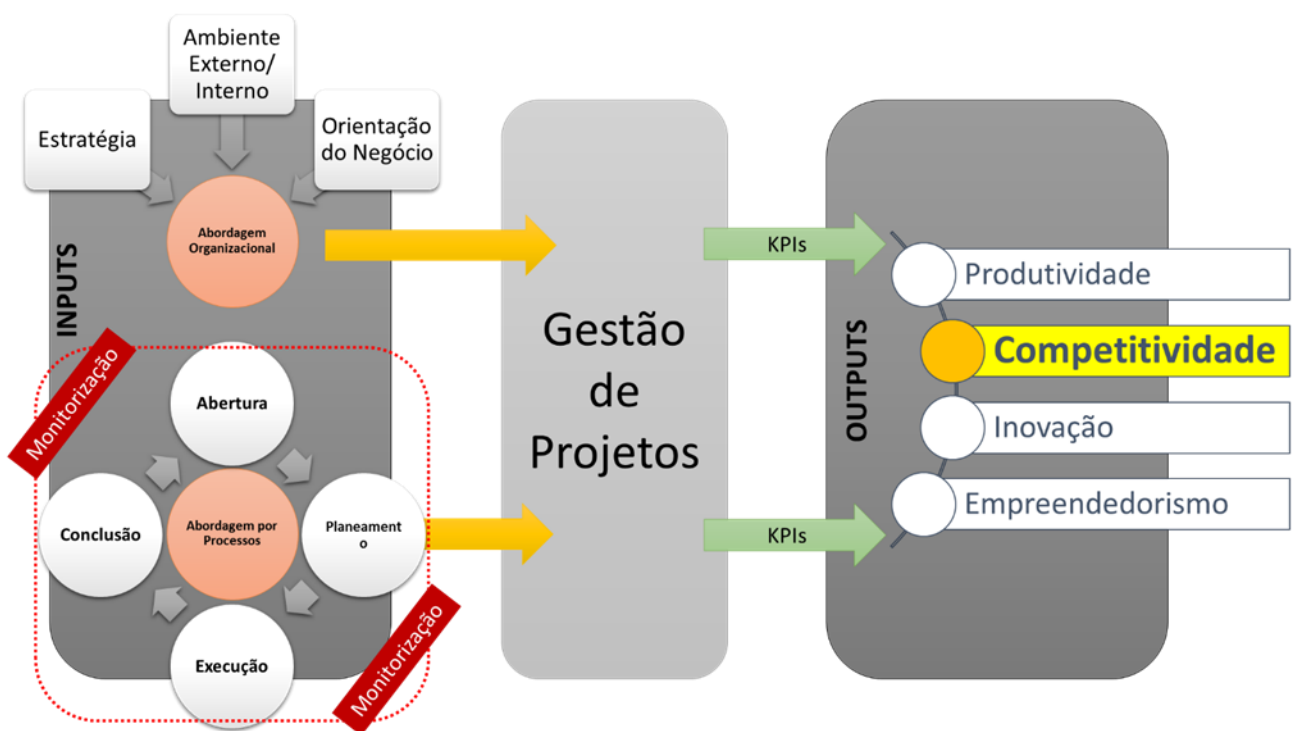 Ambiente
Externo/
Interno
Estratégia
Orientação
do Negócio
Abordagem
Organizacional
INPUTS
Monitorização
Abertura
Conclusão
Abordagem por
Processos
Planeament
o
Execução
Monitorização
Gestão
de
Projetos
KPIs
KPIs
OUTPUTS
Produtividade
Competitividade
Inovação
Empreendedorismo